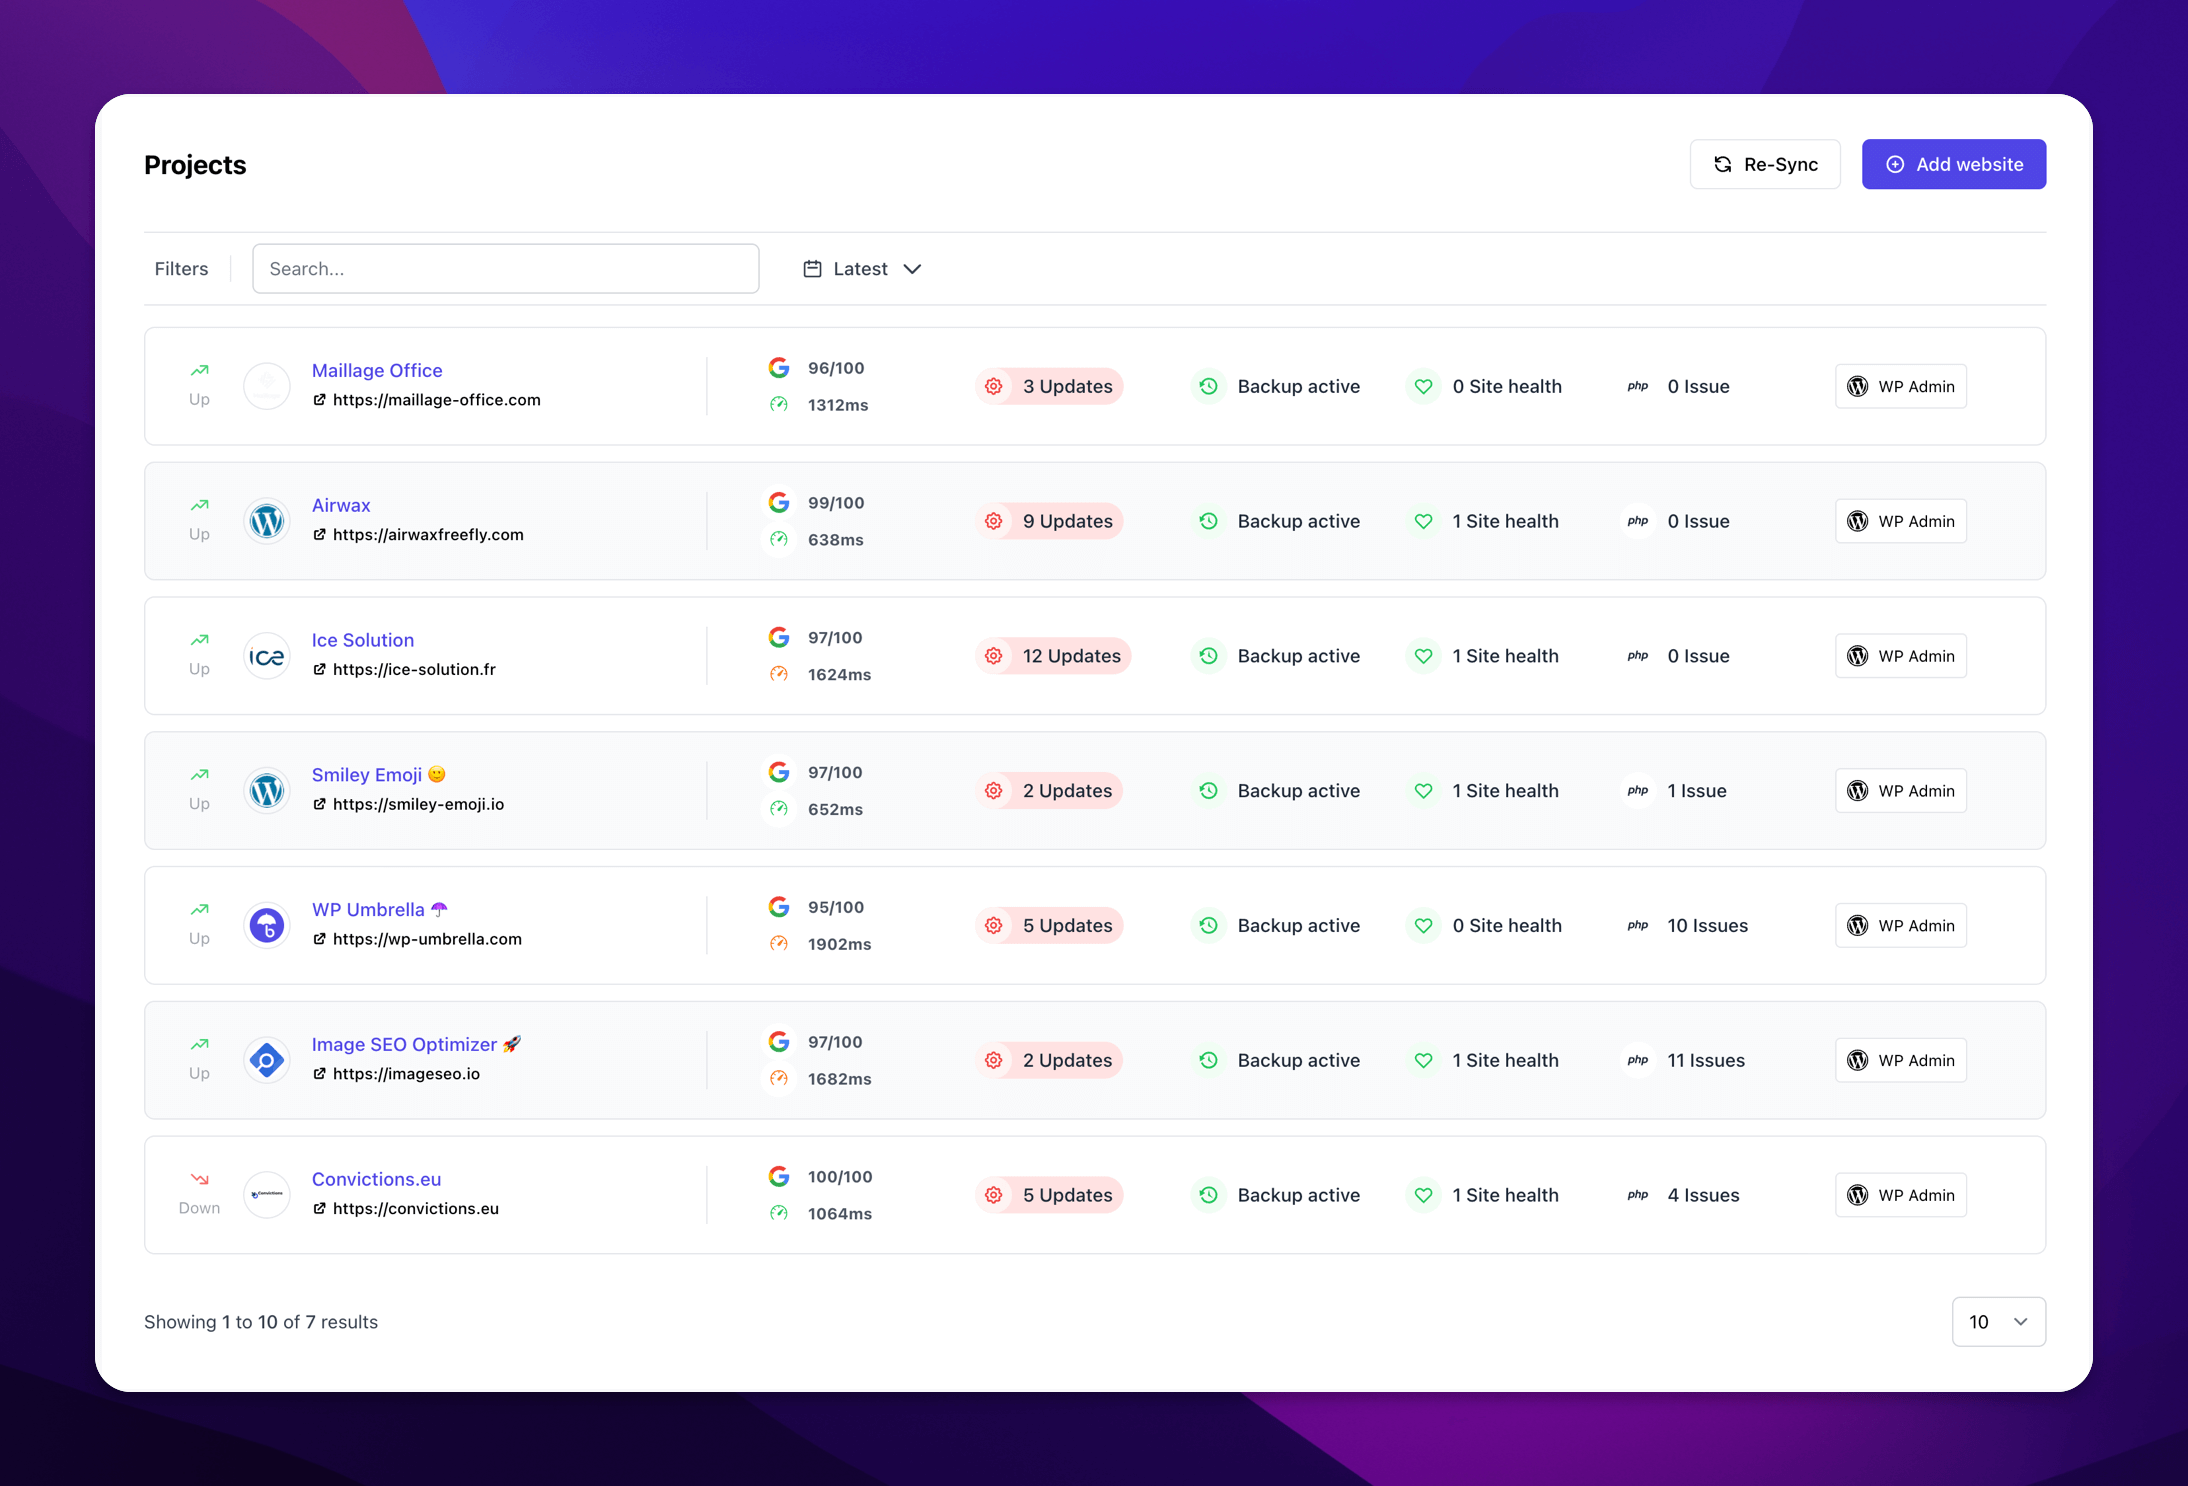 Projects
Re-Sync
Add website
Filters
Search...
Latest
Up
Maillage Office
https://maillage-office.com
96/100
1312ms
3 Updates
Backup active
0 Site health
php
0 Issue
WP Admin
Up
Airwax
https://airwaxfreefly.com
99/100
638ms
9 Updates
Backup active
1 Site health
php
0 Issue
WP Admin
Up
ice
Ice Solution
https://ice-solution.fr
97/100
1624ms
12 Updates
Backup active
1 Site health
php
0 Issue
WP Admin
Up
Smiley Emoji 🙂
https://smiley-emoji.io
97/100
652ms
2 Updates
Backup active
1 Site health
php
1 Issue
WP Admin
Up
WP Umbrella ☂
https://wp-umbrella.com
95/100
1902ms
5 Updates
Backup active
0 Site health
php
10 Issues
WP Admin
Up
Image SEO Optimizer 🚀
https://imageseo.io
97/100
1682ms
2 Updates
Backup active
1 Site health
php
11 Issues
WP Admin
Down
Convictions
Convictions.eu
https://convictions.eu
100/100
1064ms
5 Updates
Backup active
1 Site health
php
4 Issues
WP Admin
Showing 1 to 10 of 7 results
10